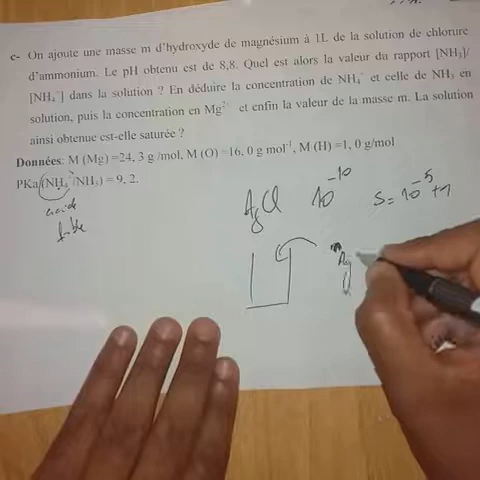 c- On ajoute une masse m d'hydroxyde de magnésium à 1L de la solution de chlorure
d'ammonium. Le pH obtenu est de 8,8. Quel est alors la valeur du rapport [NH₃]/
[NH₄⁺] dans la solution ? En déduire la concentration de NH₄⁺ et celle de NH₃ en
solution, puis la concentration en Mg²⁺ et enfin la valeur de la masse m. La solution
ainsi obtenue est-elle saturée ?
Données: M (Mg) =24, 3 g /mol, M (O) =16, 0 g mol⁻¹, M (H) =1, 0 g/mol
PKa (NH₄⁺/NH₃) = 9, 2.
acide
faible
AgCl 10⁻¹⁰ S= 10⁻⁵
Ag